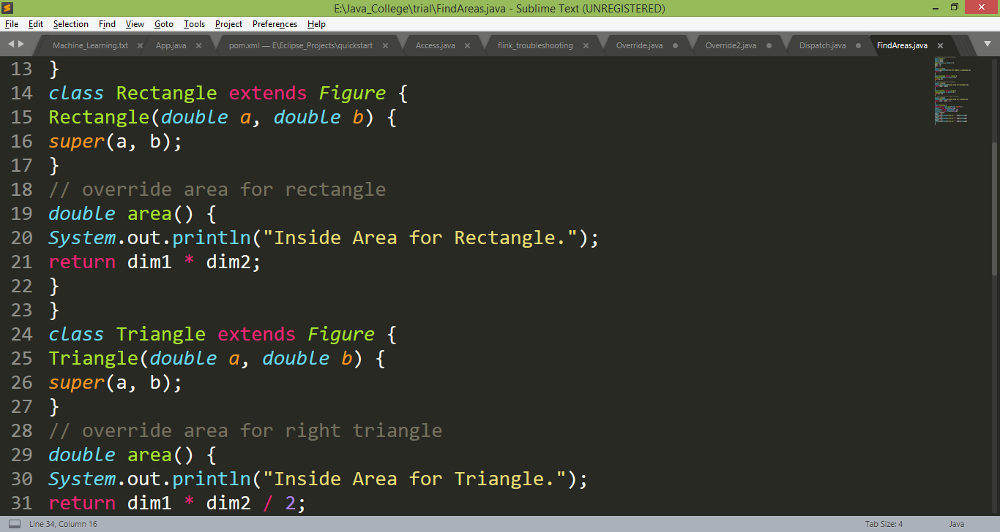 E:\Java_College\trial\FindAreas.java - Sublime Text (UNREGISTERED)
File Edit Selection Find View Goto Tools Project Preferences Help
Machine_Learning.txt App.java pom.xml — E\Eclipse_Projects\quickstart Access.java flink_troubleshooting Override.java Override2.java Dispatch.java FindAreas.java
13 }
14 class Rectangle extends Figure {
15 Rectangle(double a, double b) {
16 super(a, b);
17 }
18 // override area for rectangle
19 double area() {
20 System.out.println("Inside Area for Rectangle.");
21 return dim1 * dim2;
22 }
23 }
24 class Triangle extends Figure {
25 Triangle(double a, double b) {
26 super(a, b);
27 }
28 // override area for right triangle
29 double area() {
30 System.out.println("Inside Area for Triangle.");
31 return dim1 * dim2 / 2;
Line 34, Column 16 Tab Size: 4 Java